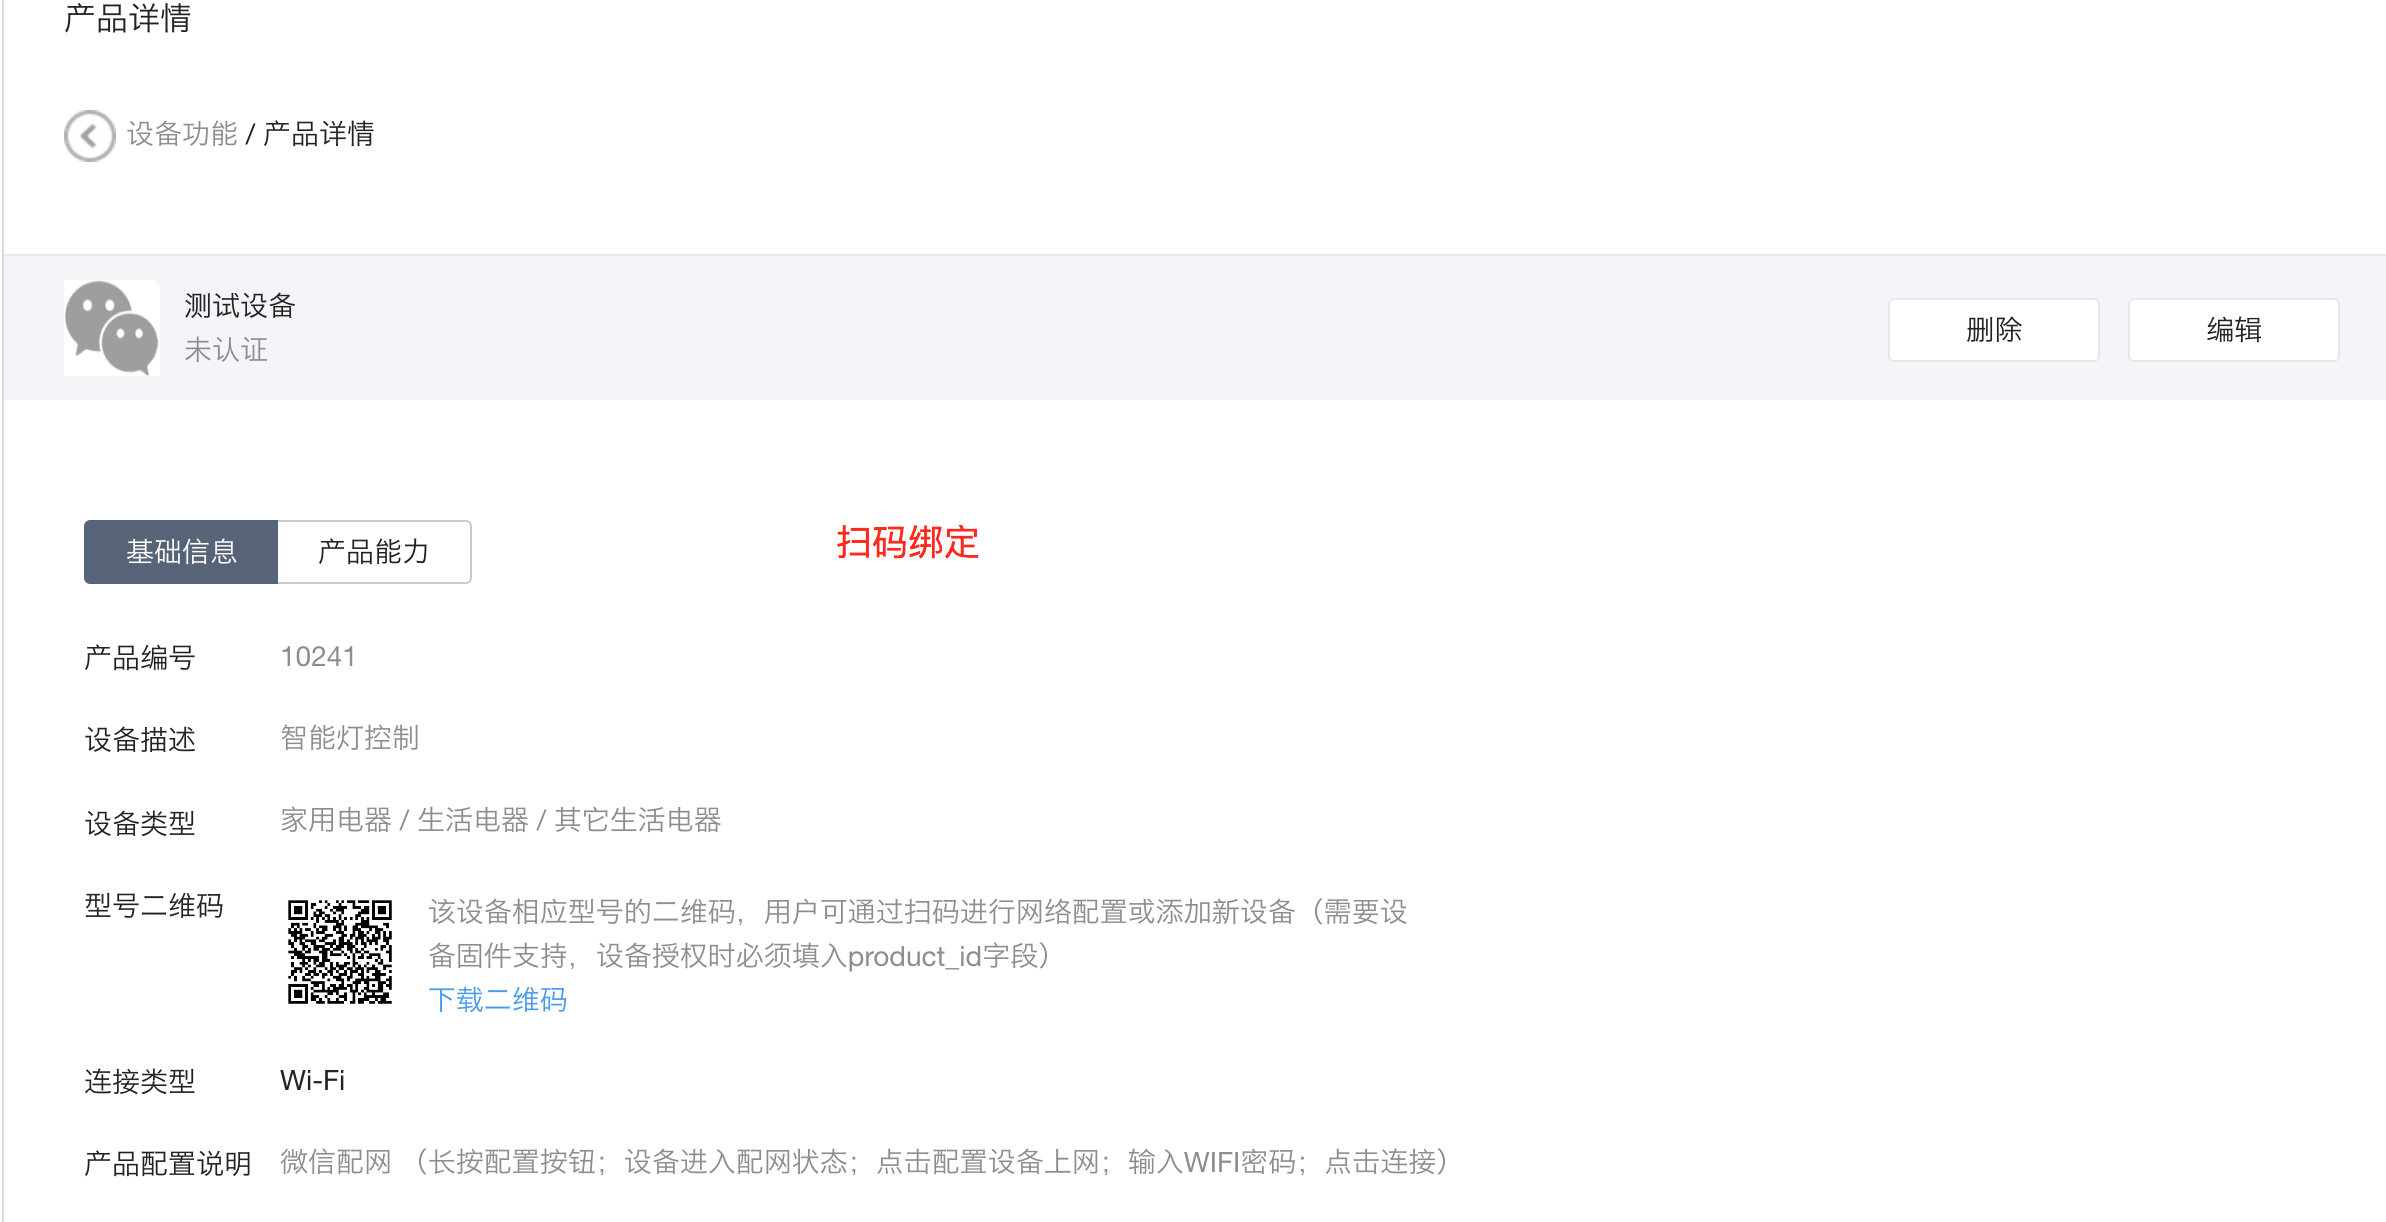 产品详情
设备功能 / 产品详情
测试设备
未认证
删除
编辑
基础信息
产品能力
扫码绑定
产品编号
10241
设备描述
智能灯控制
设备类型
家用电器 / 生活电器 / 其它生活电器
型号二维码
该设备相应型号的二维码，用户可通过扫码进行网络配置或添加新设备（需要设
备固件支持，设备授权时必须填入product_id字段）
下载二维码
连接类型
Wi-Fi
产品配置说明
微信配网 （长按配置按钮；设备进入配网状态；点击配置设备上网；输入WIFI密码；点击连接）